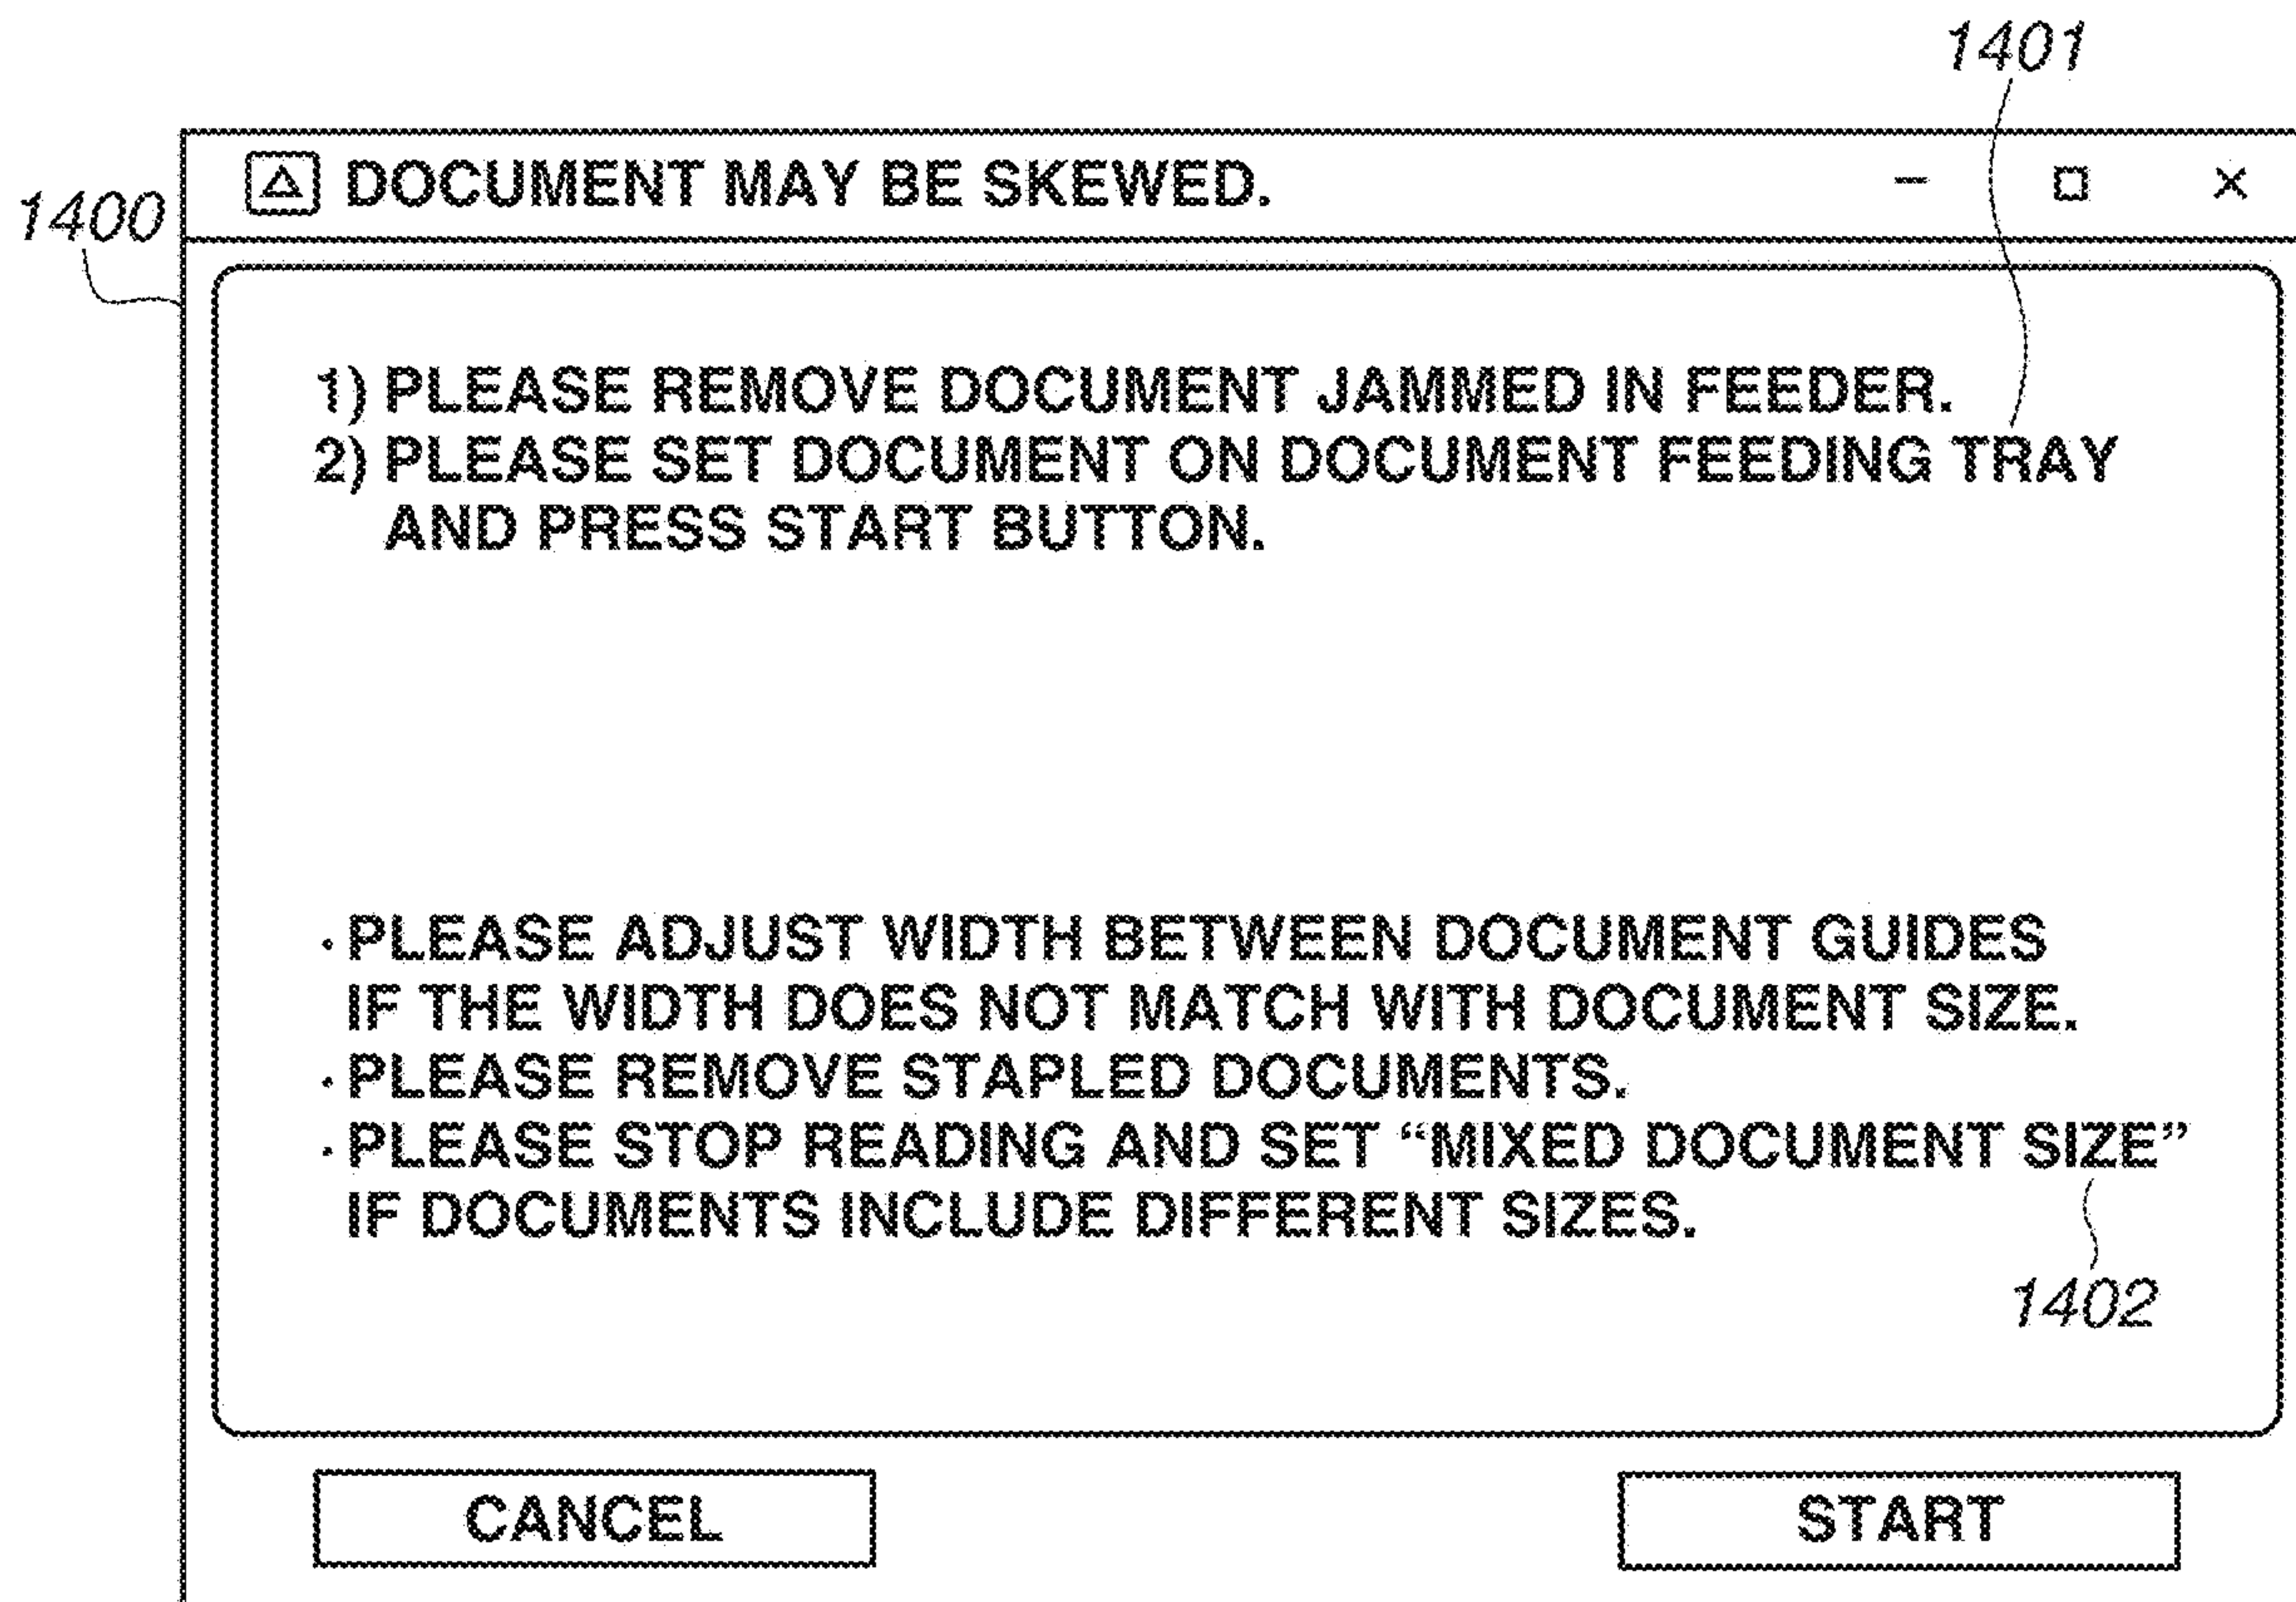 1401
DOCUMENT MAY BE SKEWED.
1400
1) PLEASE REMOVE DOCUMENT JAMMED IN FEEDER.
2) PLEASE SET DOCUMENT ON DOCUMENT FEEDING TRAY
AND PRESS START BUTTON.
· PLEASE ADJUST WIDTH BETWEEN DOCUMENT GUIDES
IF THE WIDTH DOES NOT MATCH WITH DOCUMENT SIZE.
· PLEASE REMOVE STAPLED DOCUMENTS.
· PLEASE STOP READING AND SET “MIXED DOCUMENT SIZE”
IF DOCUMENTS INCLUDE DIFFERENT SIZES.
1402
CANCEL
START